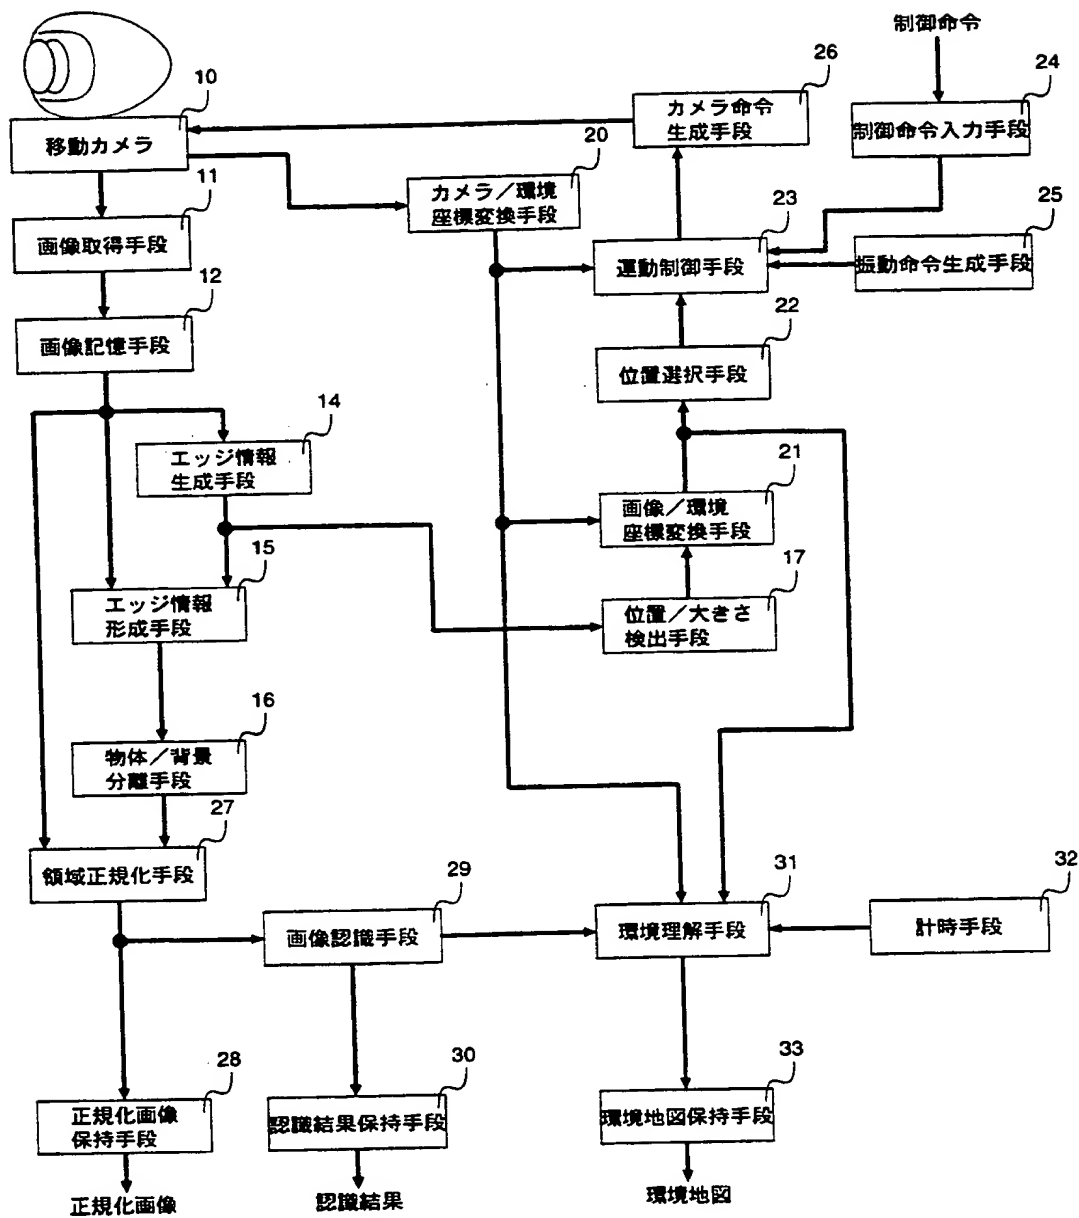 制御命令
24
制御命令入力手段
26
カメラ命令
生成手段
10
移動カメラ
20
カメラ／環境
座標変換手段
11
画像取得手段
23
運動制御手段
25
振動命令生成手段
12
画像記憶手段
22
位置選択手段
14
エッジ情報
生成手段
21
画像／環境
座標変換手段
15
エッジ情報
形成手段
17
位置／大きさ
検出手段
16
物体／背景
分離手段
27
領域正規化手段
29
画像認識手段
31
環境理解手段
32
計時手段
28
正規化画像
保持手段
30
認識結果保持手段
33
環境地図保持手段
正規化画像
認識結果
環境地図